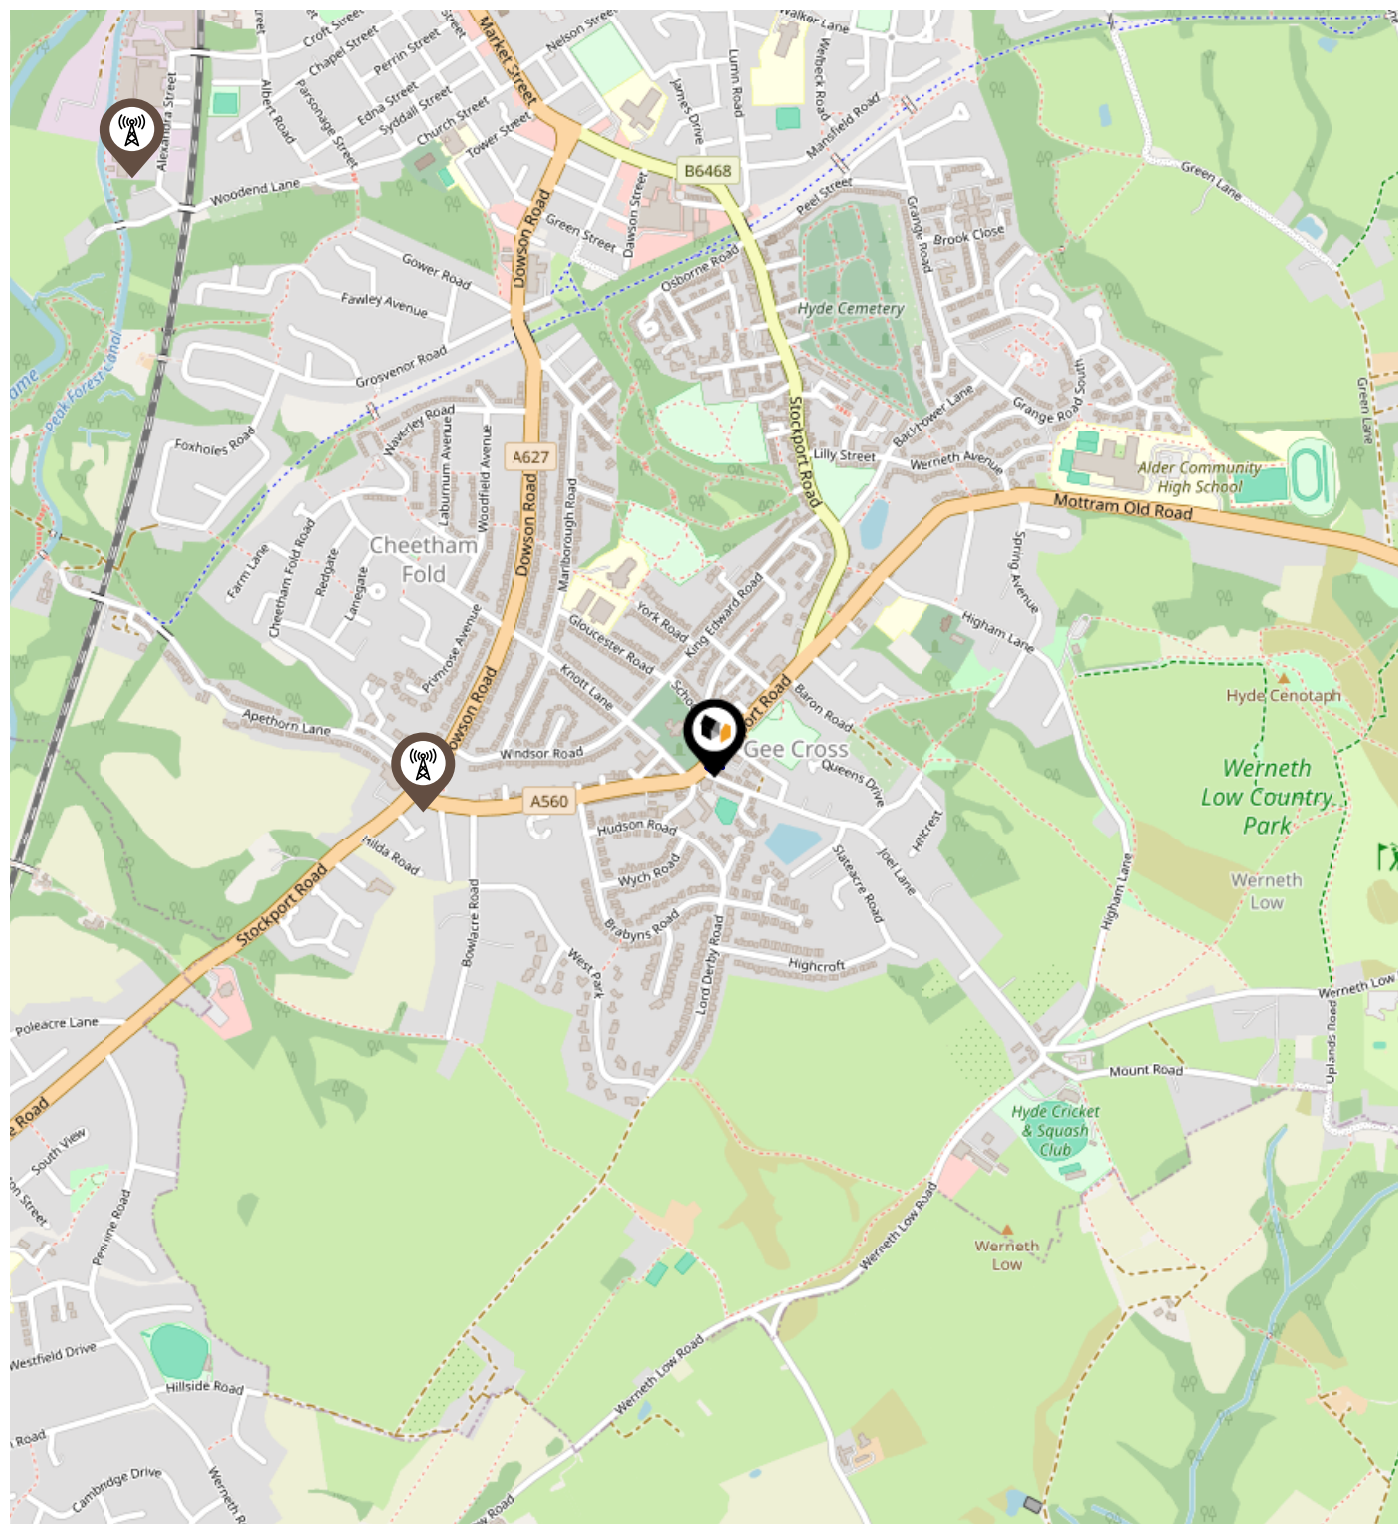 Croft Street
Chapel Street
Perrin Street
Market Street
Nelson Street
Walker Lane
Lumn Road
Welbeck Road
James Drive
Mansfield Road
Alexandra Street
Albert Road
Parsonage Street
Edna Street
Syddall Street
Church Street
Tower Street
B6468
Peel Street
Green Lane
Woodend Lane
Dowson Road
Green Street
Dawson Street
Grange Road
Brook Close
Osborne Road
Gower Road
Fawley Avenue
Hyde Cemetery
Grosvenor Road
Peak Forest Canal
Green Lane
Grange Road South
Waverley Road
Laburnum Avenue
Woodfield Avenue
Stockport Road
Backbower Lane
Foxholes Road
A627
Lilly Street
Werneth Avenue
Alder Community
High School
Mottram Old Road
Dowson Road
Marlborough Road
Cheetham
Fold
Farm Lane
Cheetham Fold Road
Redgate
Lanegate
Primrose Avenue
York Road
King Edward Road
Gloucester Road
Spring Avenue
Higham Lane
Knott Lane
Baron Road
Hyde Cenotaph
Apethorn Lane
Dowson Road
Windsor Road
Gee Cross
Queens Drive
Werneth
Low Country
Park
A560
Hilda Road
Hudson Road
Hillcrest
Slateacre Road
Joel Lane
Wych Road
Werneth
Low
Higham Lane
Stockport Road
Bowlacre Road
Brabyns Road
Lord Derby Road
West Park
Highcroft
Werneth Low
Poleacre Lane
Uplands Road
Mount Road
Hyde Cricket
& Squash
Club
South View
Pennine Road
Werneth Low Road
Werneth
Low
Westfield Drive
Hillside Road
Werneth Low Road
Cambridge Drive